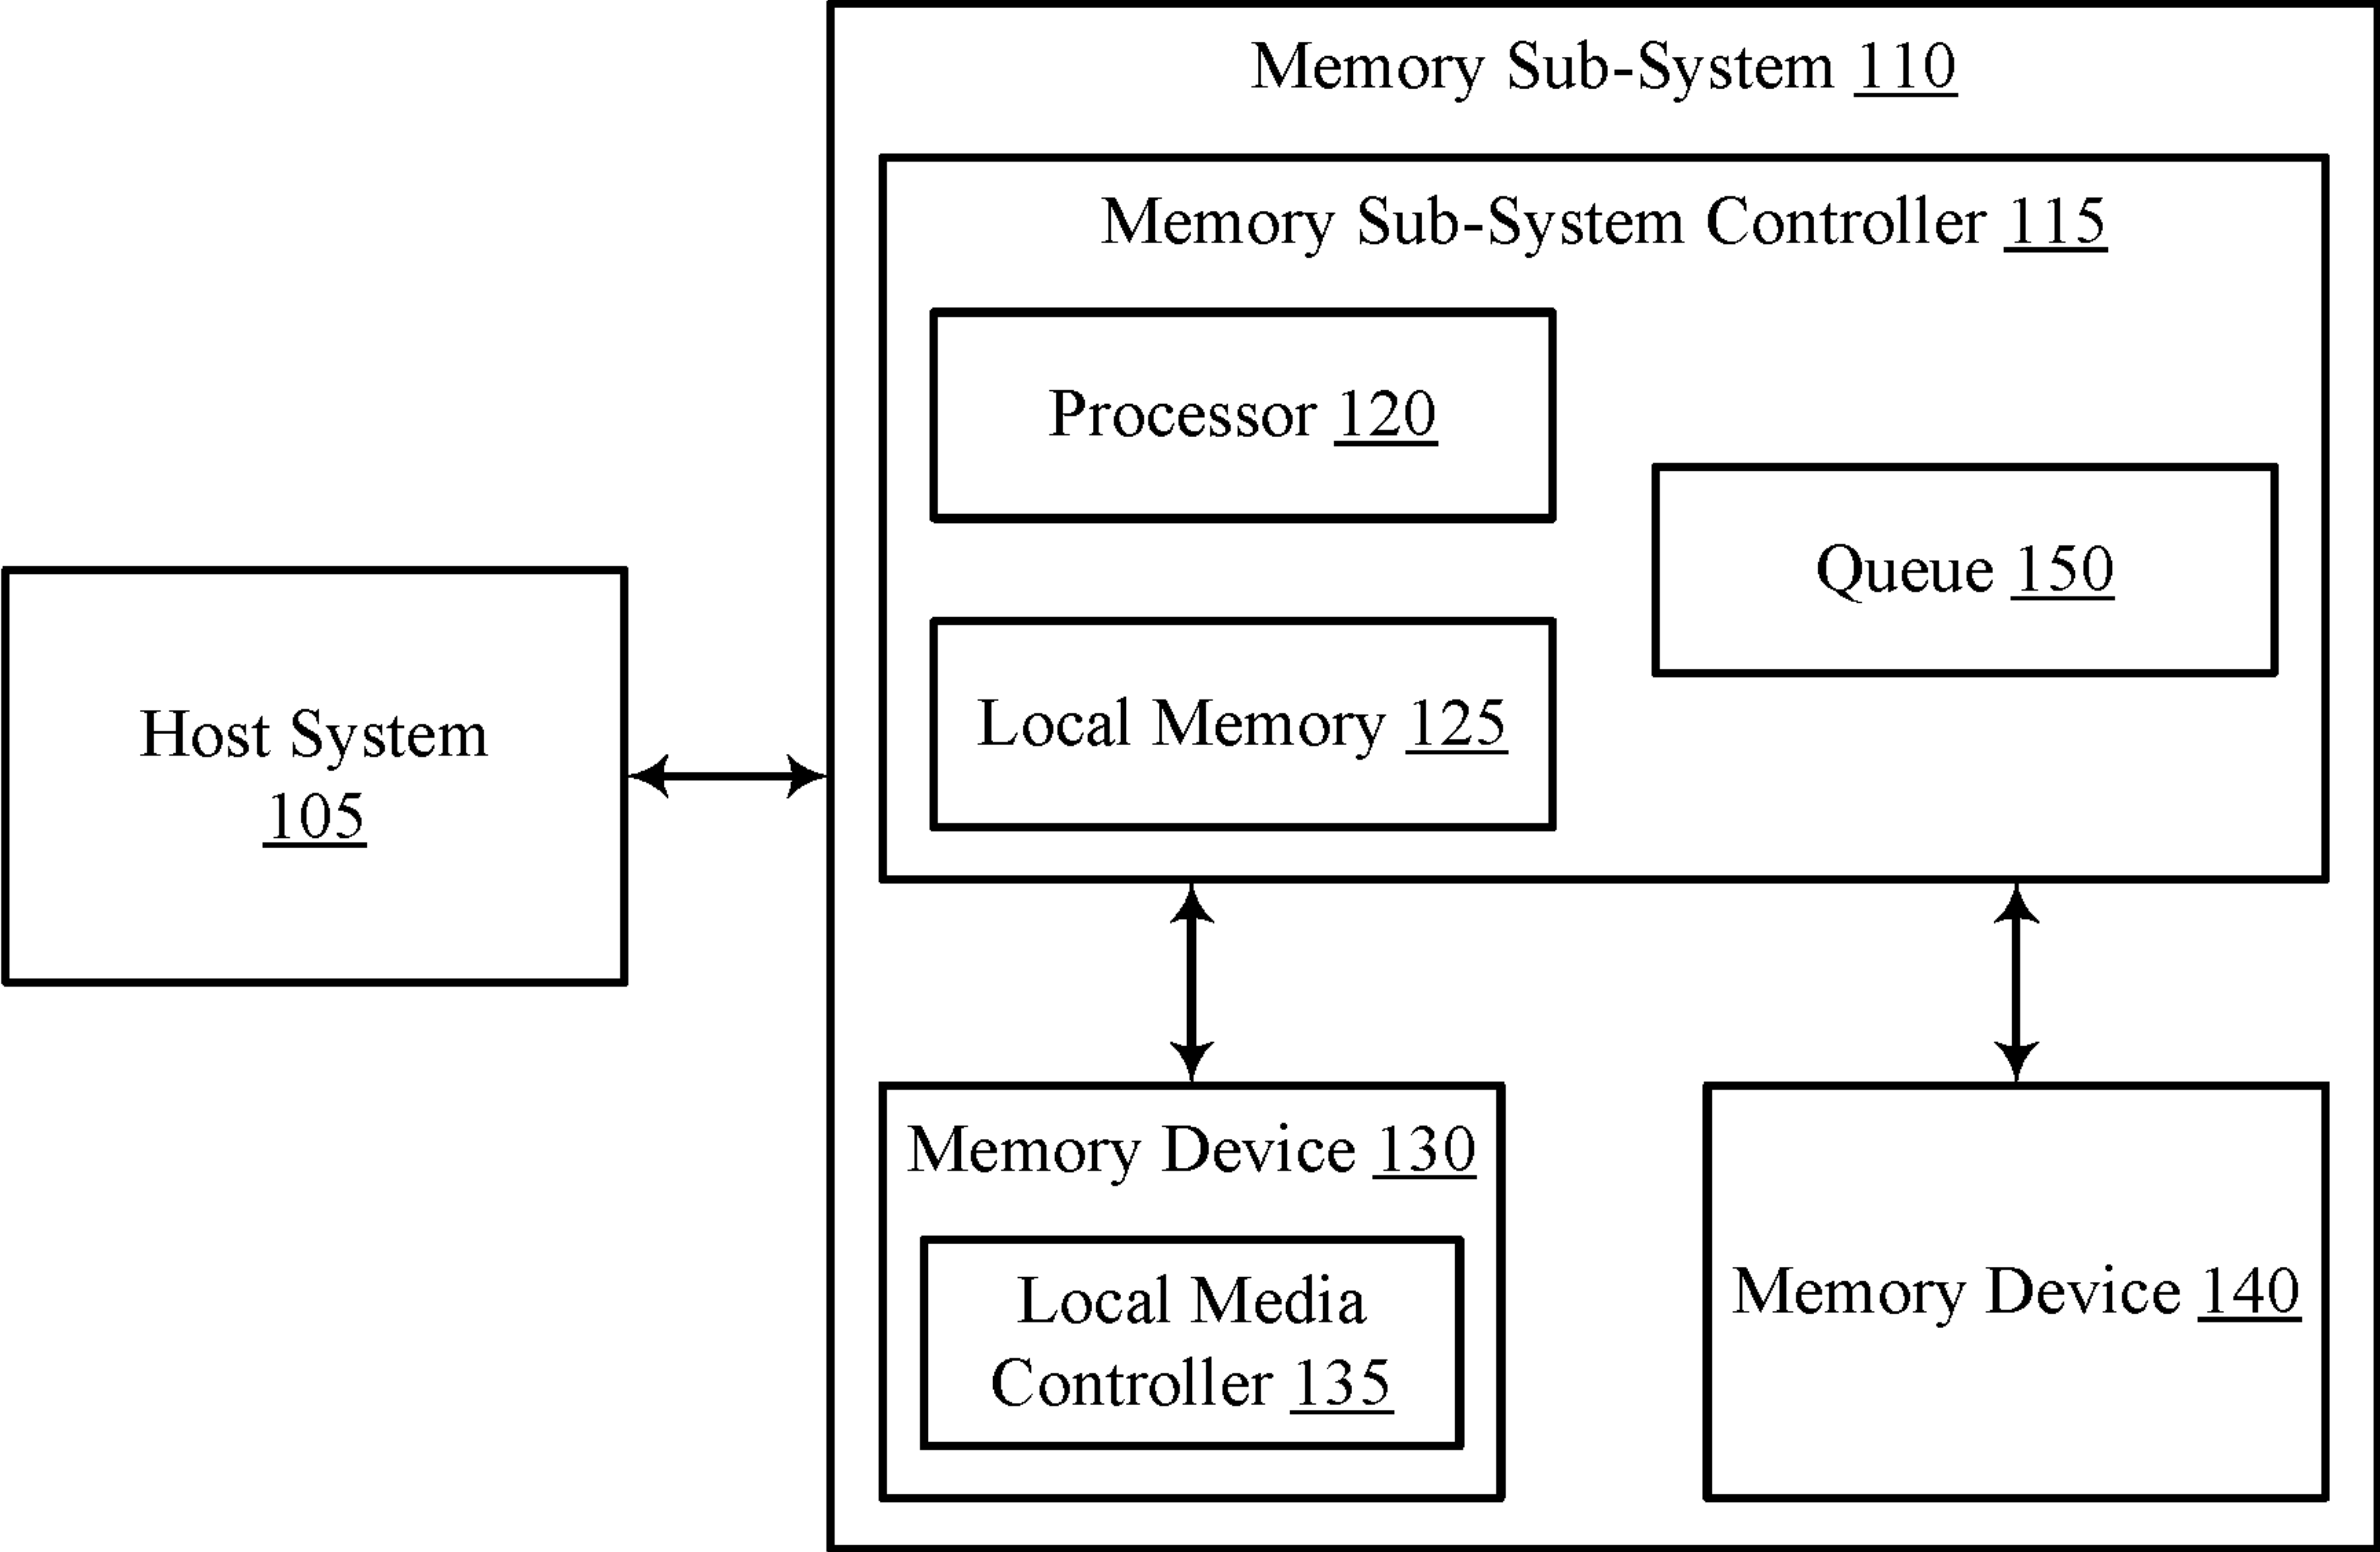 Memory Sub-System 110
Memory Sub-System Controller 115
Processor 120
Queue 150
Local Memory 125
Host System
105
Memory Device 130
Local Media
Controller 135
Memory Device 140